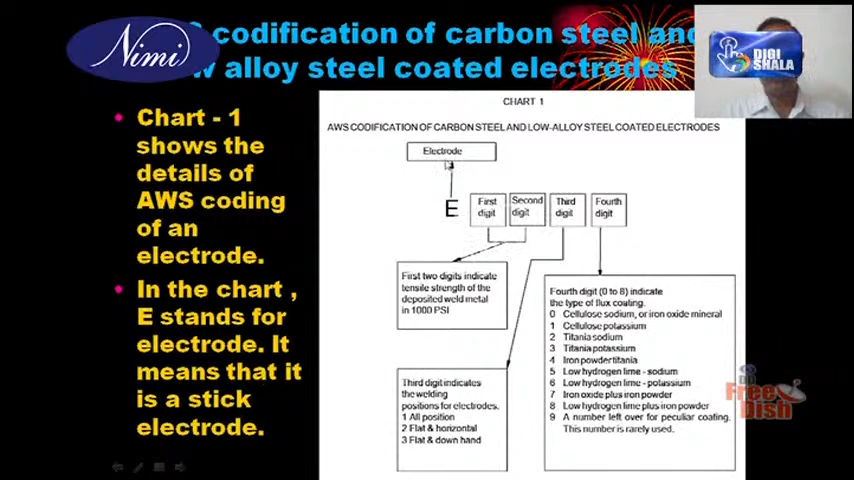 Nimi
codification of carbon steel and
w alloy steel coated electrodes
DIGI
SHALA
• Chart - 1
shows the
details of
AWS coding
of an
electrode.
• In the chart ,
E stands for
electrode. It
means that it
is a stick
electrode.
CHART 1
AWS CODIFICATION OF CARBON STEEL AND LOW-ALLOY STEEL COATED ELECTRODES
Electrode
E
First
digit
Second
digit
Third
digit
Fourth
digit
First two digits indicate
tensile strength of the
deposited weld metal
in 1000 PSI
Third digit indicates
the welding
positions for electrodes.
1 All position
2 Flat & horizontal
3 Flat & down hand
Fourth digit (0 to 8) indicate
the type of flux coating.
0 Cellulose sodium, or iron oxide mineral
1 Cellulose potassium
2 Titania sodium
3 Titania potassium
4 Iron powder titania
5 Low hydrogen lime - sodium
6 Low hydrogen lime - potassium
7 Iron oxide plus iron powder
8 Low hydrogen lime plus iron powder
9 A number left over for peculiar coating.
This number is rarely used.
Free
Dish